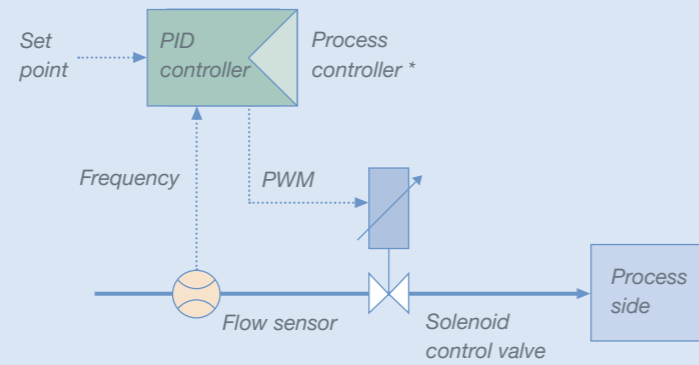 Set
point
PID
controller
Process
controller *
Frequency
PWM
Flow sensor
Solenoid
control valve
Process
side